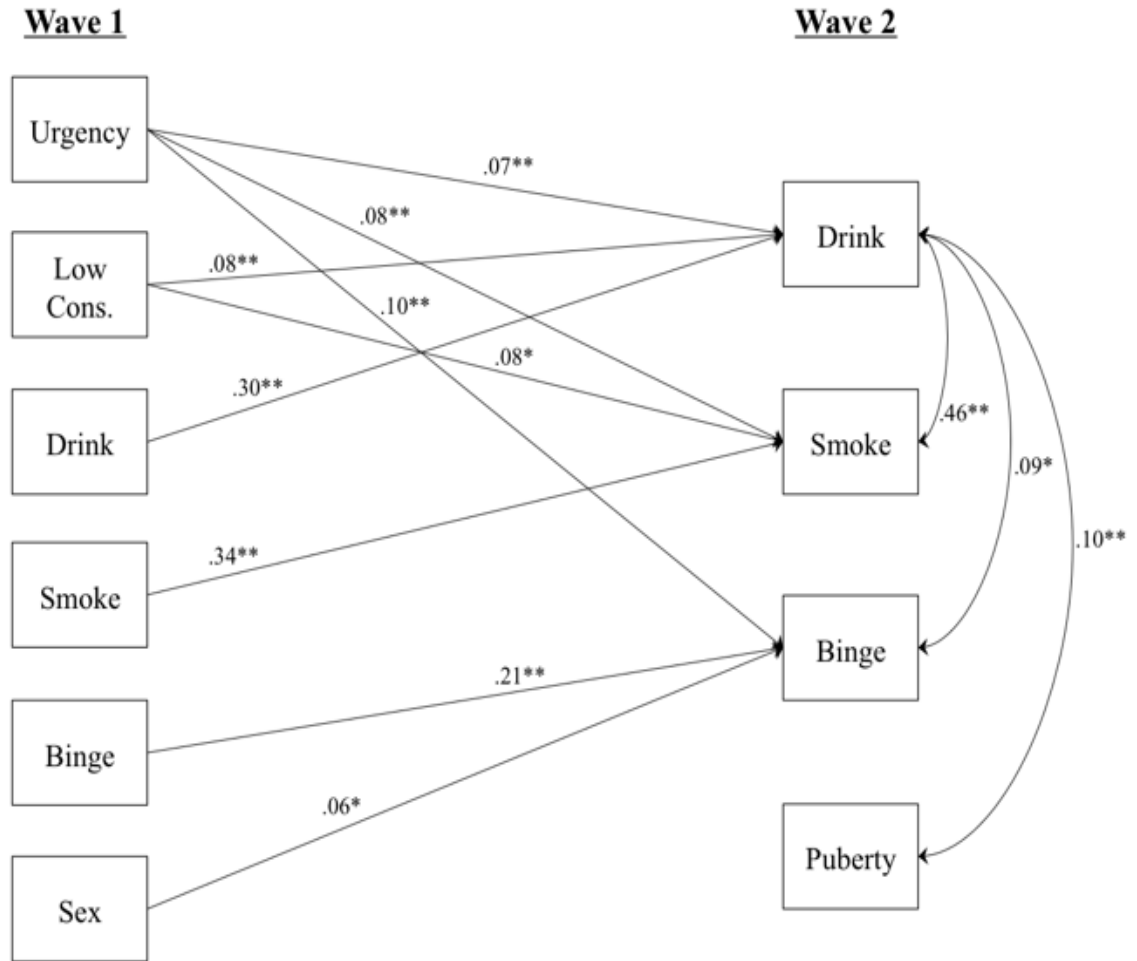 Wave 1
Wave 2
Urgency
Low
Cons.
Drink
Smoke
Binge
Sex
.07**
.08**
.08**
.10**
.08*
.30**
.34**
.21**
.06*
Drink
Smoke
Binge
Puberty
.46**
.09*
.10**